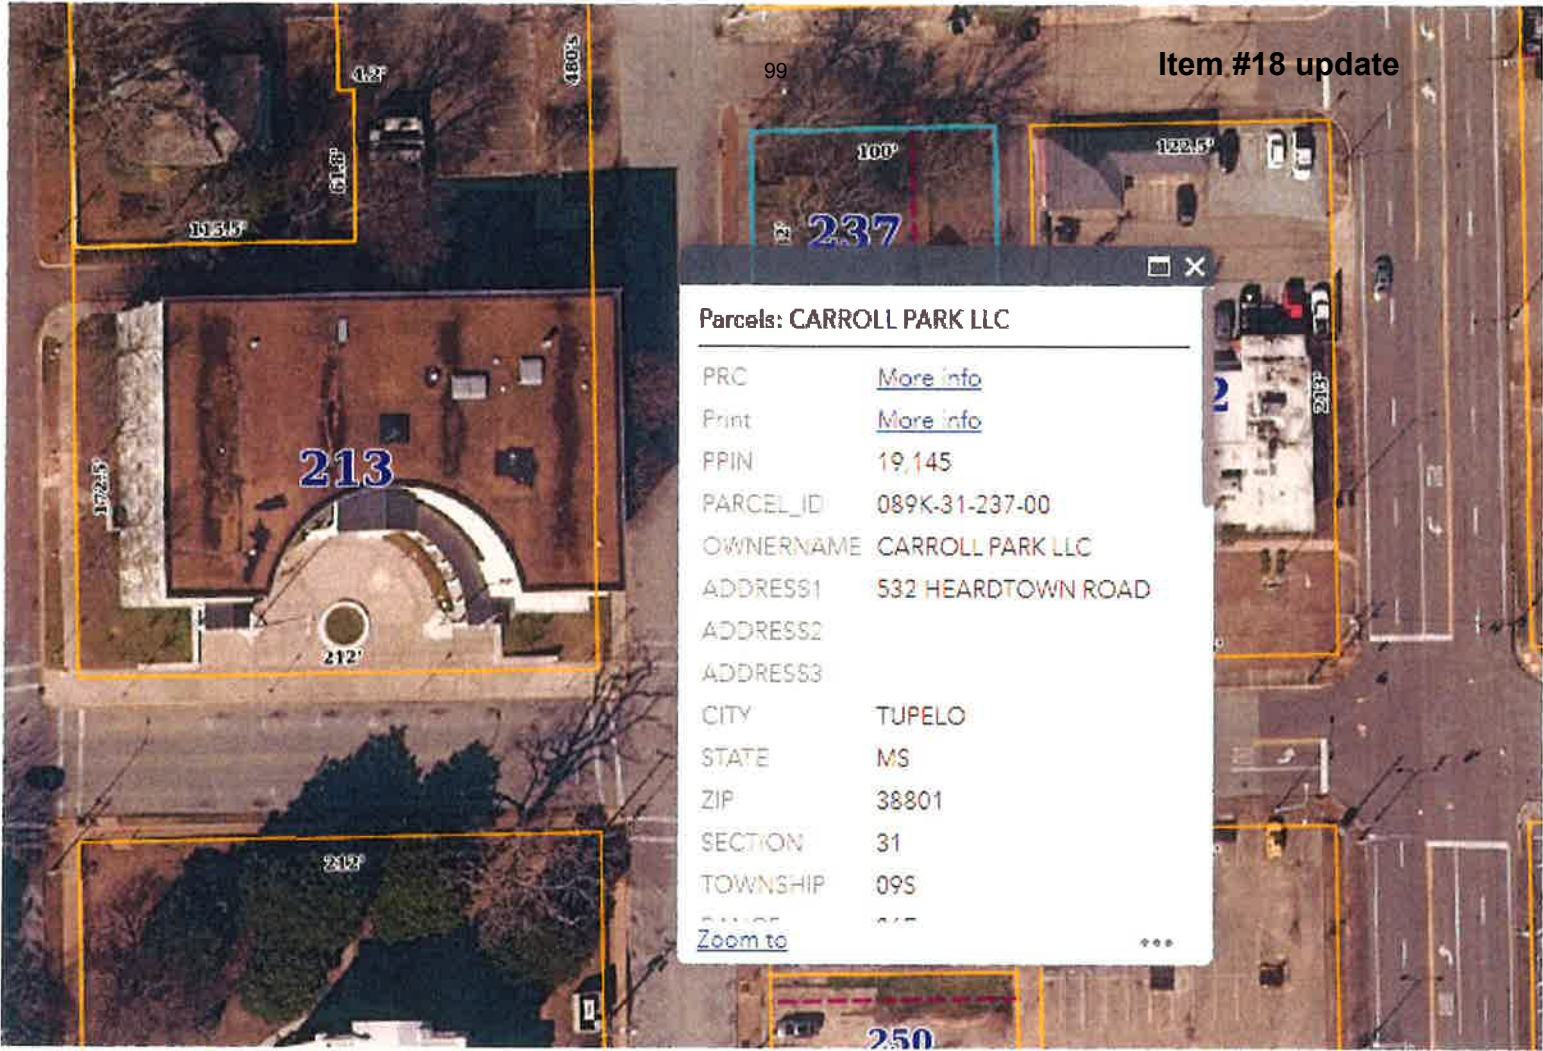 99
Item #18 update
4.2'
480'
61.8'
115.5'
100'
122.5'
237
213
172.5'
212'
213'
2
Parcels: CARROLL PARK LLC
PRC More info
Print More info
PPIN 19,145
PARCEL_ID 089K-31-237-00
OWNERNAME CARROLL PARK LLC
ADDRESS1 532 HEARDTOWN ROAD
ADDRESS2
ADDRESS3
CITY TUPELO
STATE MS
ZIP 38801
SECTION 31
TOWNSHIP 09S
Zoom to
212'
250